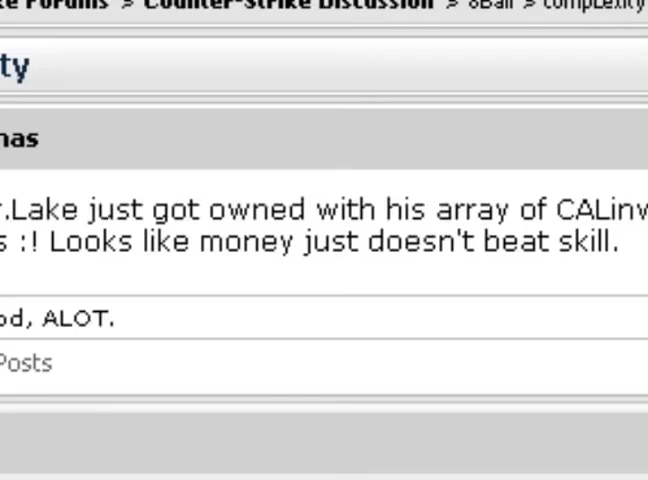 ke Forums > Counter-Strike Discussion > 8Ball > compLexity
ty
nas
r.Lake just got owned with his array of CALinv
s :! Looks like money just doesn't beat skill.
od, ALOT.
Posts